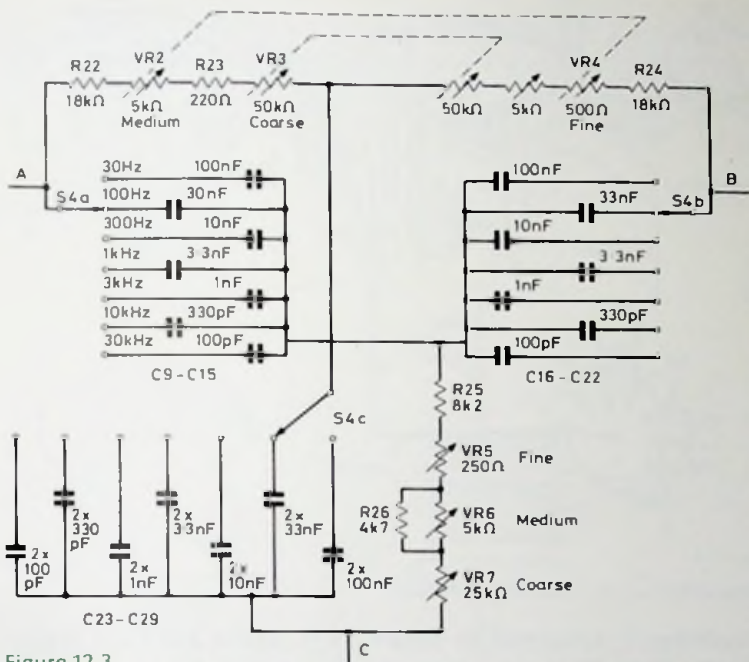 R22
18kΩ
VR2
5kΩ
Medium
R23
220Ω
VR3
50kΩ
Coarse
50kΩ
5kΩ
VR4
500Ω
Fine
R24
18kΩ
A
B
S4a
30Hz
100nF
100Hz
30nF
300Hz
10nF
1kHz
3·3nF
3kHz
1nF
10kHz
330pF
30kHz
100pF
C9-C15
100nF
33nF
S4b
10nF
3·3nF
1nF
330pF
100pF
C16-C22
S4c
R25
8k2
VR5
250Ω
Fine
R26
4k7
VR6
5kΩ
Medium
VR7
25kΩ
Coarse
2x
100
pF
2x
330
pF
2x
1nF
2x
3·3nF
2x
10nF
2x
33nF
2x
100nF
C23-C29
C
Figure 12.3